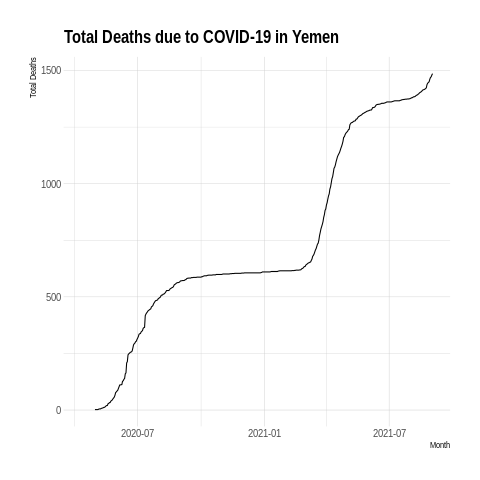 Total Deaths due to COVID-19 in Yemen
Total Deaths
1500
1000
500
0
2020-07
2021-01
2021-07
Month